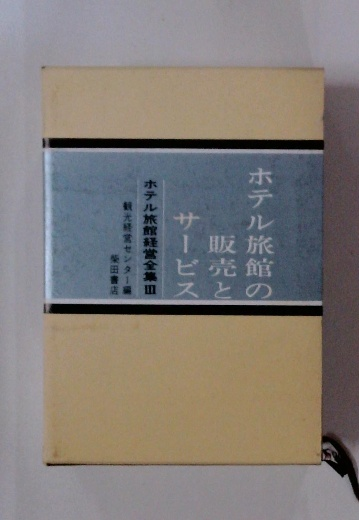 ホテル旅館の
販売と
サービス
ホテル旅館経営全集III
観光経営センター編
柴田書店